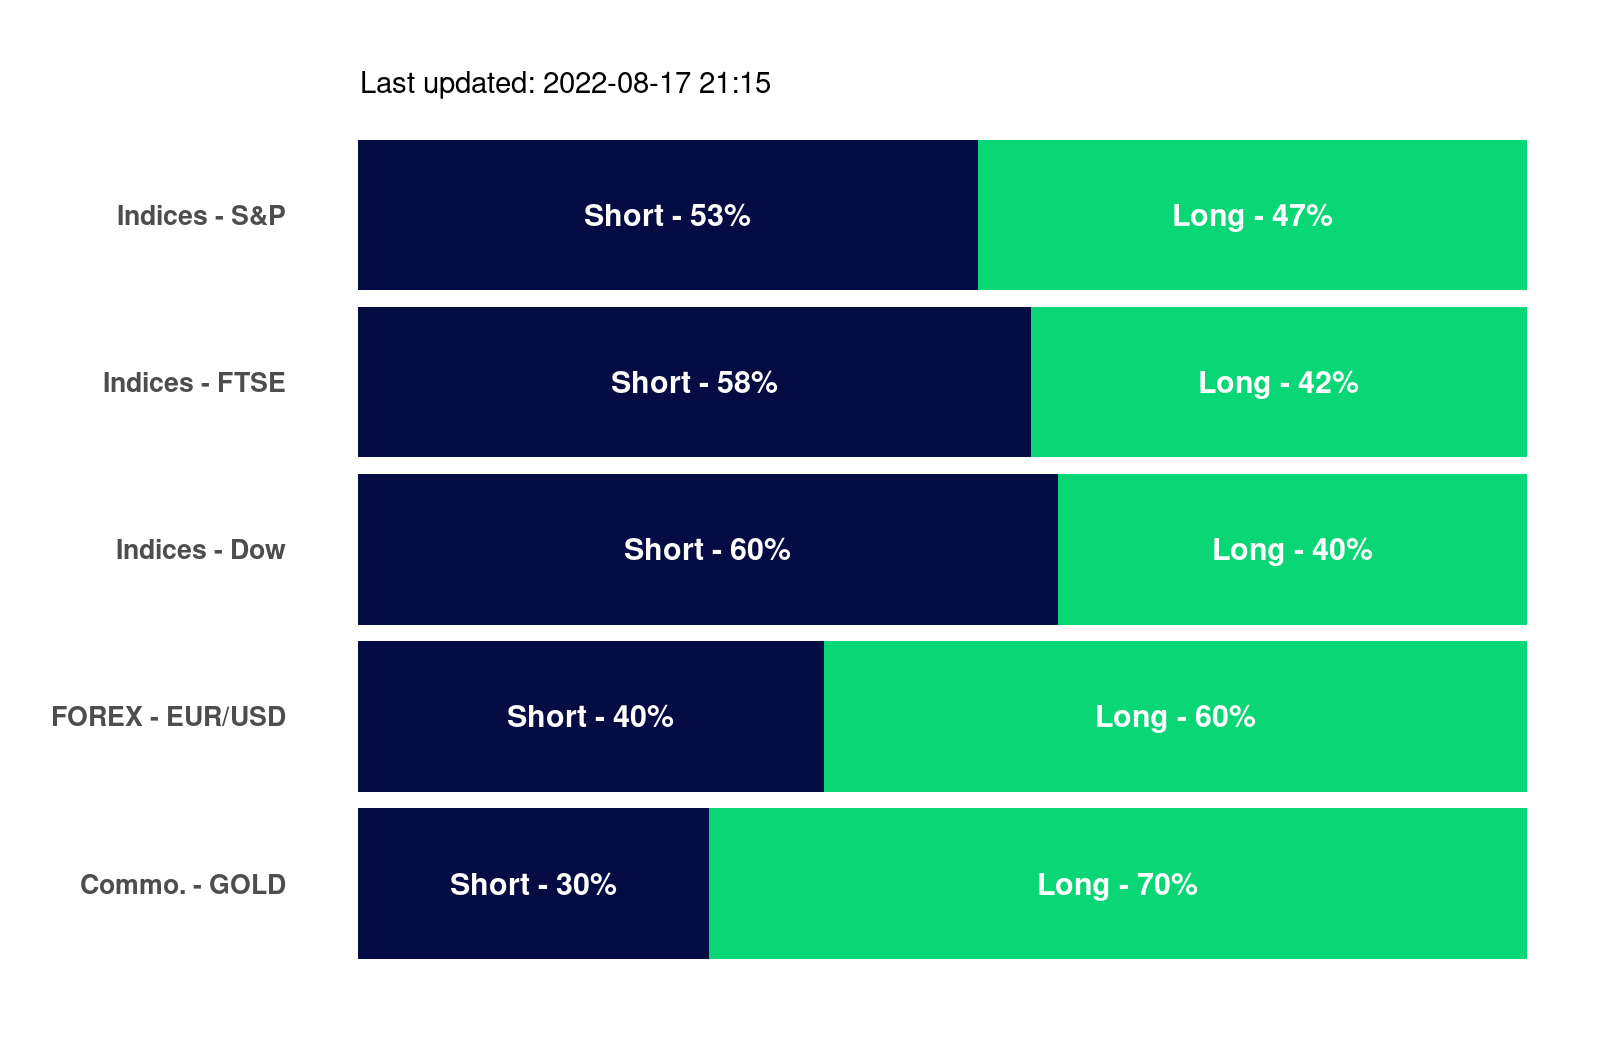 Last updated: 2022-08-17 21:15
Indices - S&P Short - 53% Long - 47%
Indices - FTSE Short - 58% Long - 42%
Indices - Dow Short - 60% Long - 40%
FOREX - EUR/USD Short - 40% Long - 60%
Commo. - GOLD Short - 30% Long - 70%